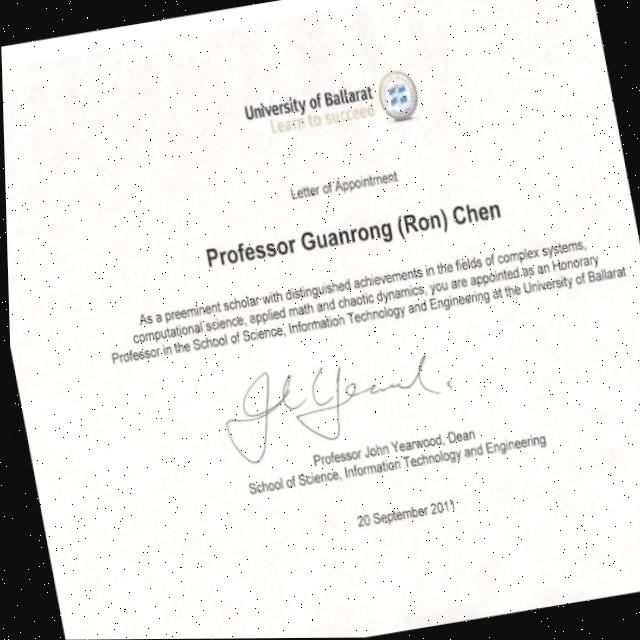 University of Ballarat
Learn to succeed
Letter of Appointment
Professor Guanrong (Ron) Chen
As a preeminent scholar with distinguished achievements in the fields of complex systems,
computational science, applied math and chaotic dynamics, you are appointed as an Honorary
Professor in the School of Science, Information Technology and Engineering at the University of Ballarat
Professor John Yearwood, Dean
School of Science, Information Technology and Engineering
20 September 2011